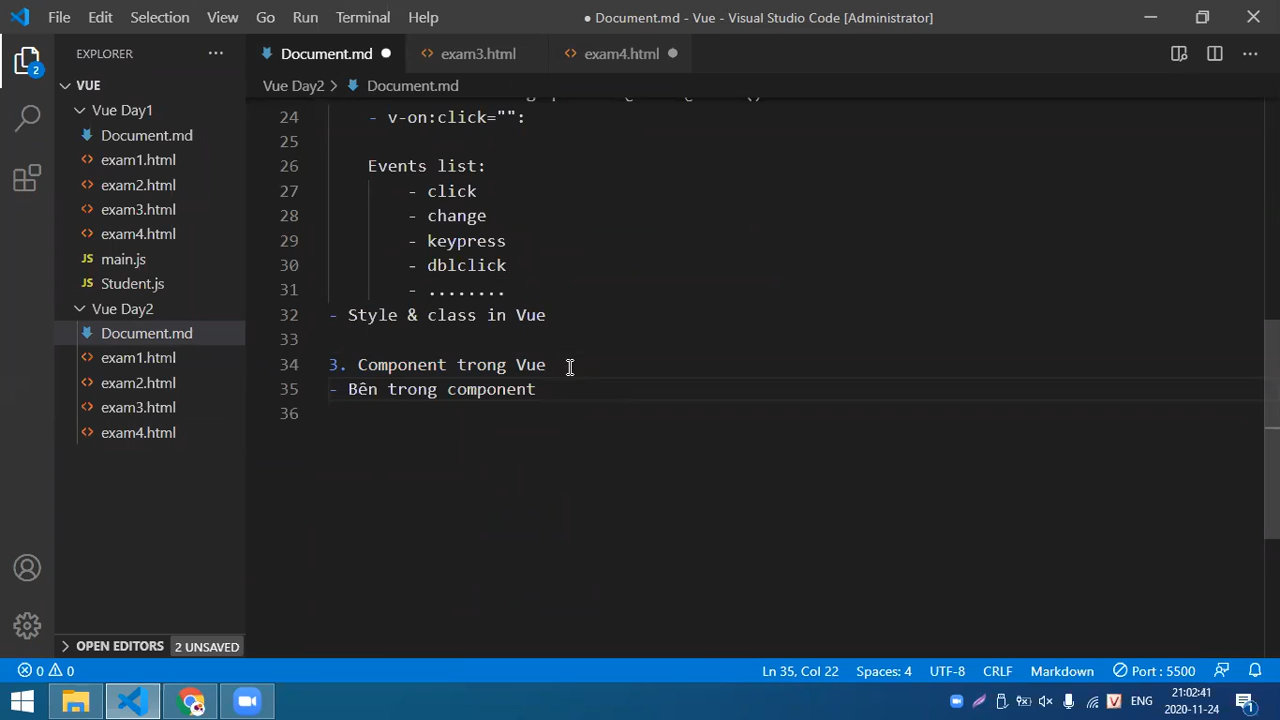 File Edit Selection View Go Run Terminal Help
● Document.md - Vue - Visual Studio Code [Administrator]
EXPLORER ···
Document.md ●
exam3.html
exam4.html ●
Vue Day2 > Document.md
VUE
Vue Day1
Document.md
exam1.html
exam2.html
exam3.html
exam4.html
JS main.js
JS Student.js
Vue Day2
Document.md
exam1.html
exam2.html
exam3.html
exam4.html
2
24 - v-on:click="":
25
26 Events list:
27 - click
28 - change
29 - keypress
30 - dblclick
31 - ........
32 - Style & class in Vue
33
34 3. Component trong Vue
35 - Bên trong component
36
OPEN EDITORS 2 UNSAVED
0 0
Ln 35, Col 22 Spaces: 4 UTF-8 CRLF Markdown Port : 5500
V ENG
21:02:41
2020-11-24
1